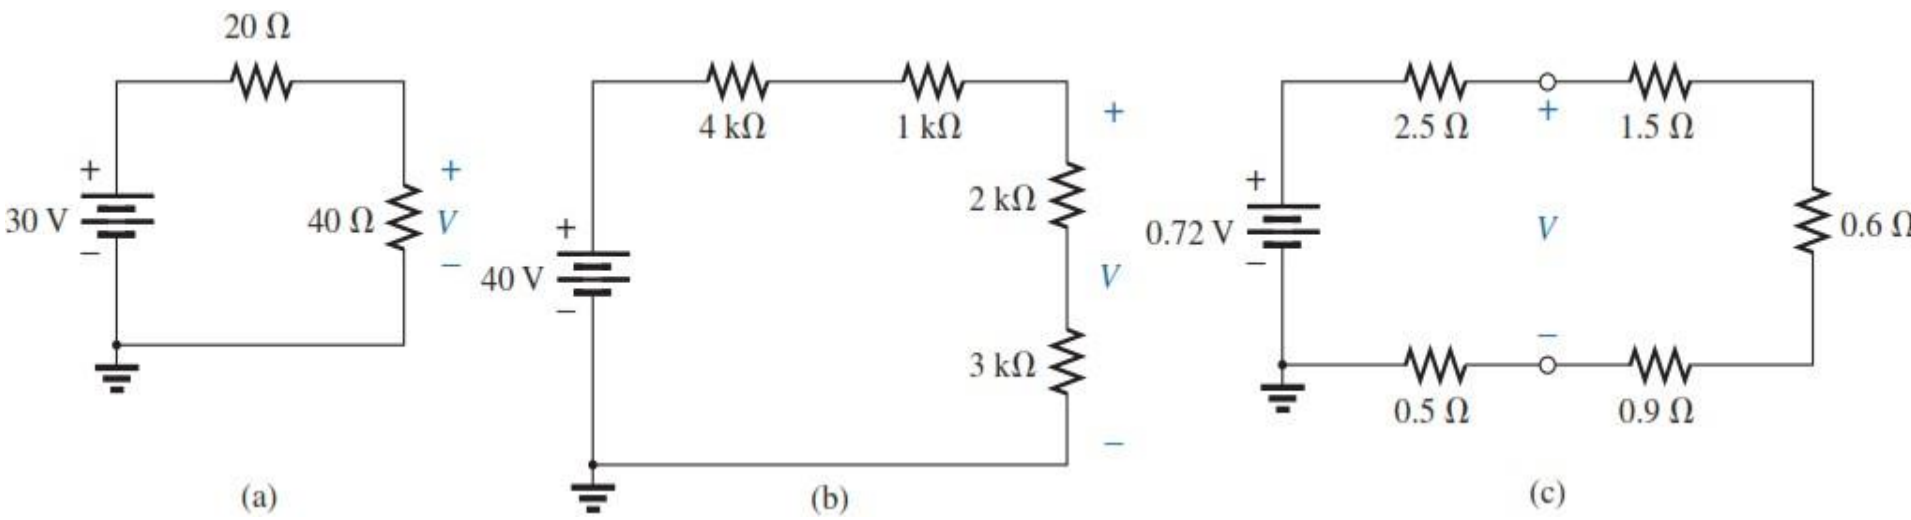 20 Ω
+
30 V
−
40 Ω
+
V
−
(a)
4 kΩ
1 kΩ
+
2 kΩ
+
40 V
−
V
3 kΩ
−
(b)
2.5 Ω
+
1.5 Ω
+
0.72 V
−
V
0.6 Ω
−
0.5 Ω
0.9 Ω
(c)